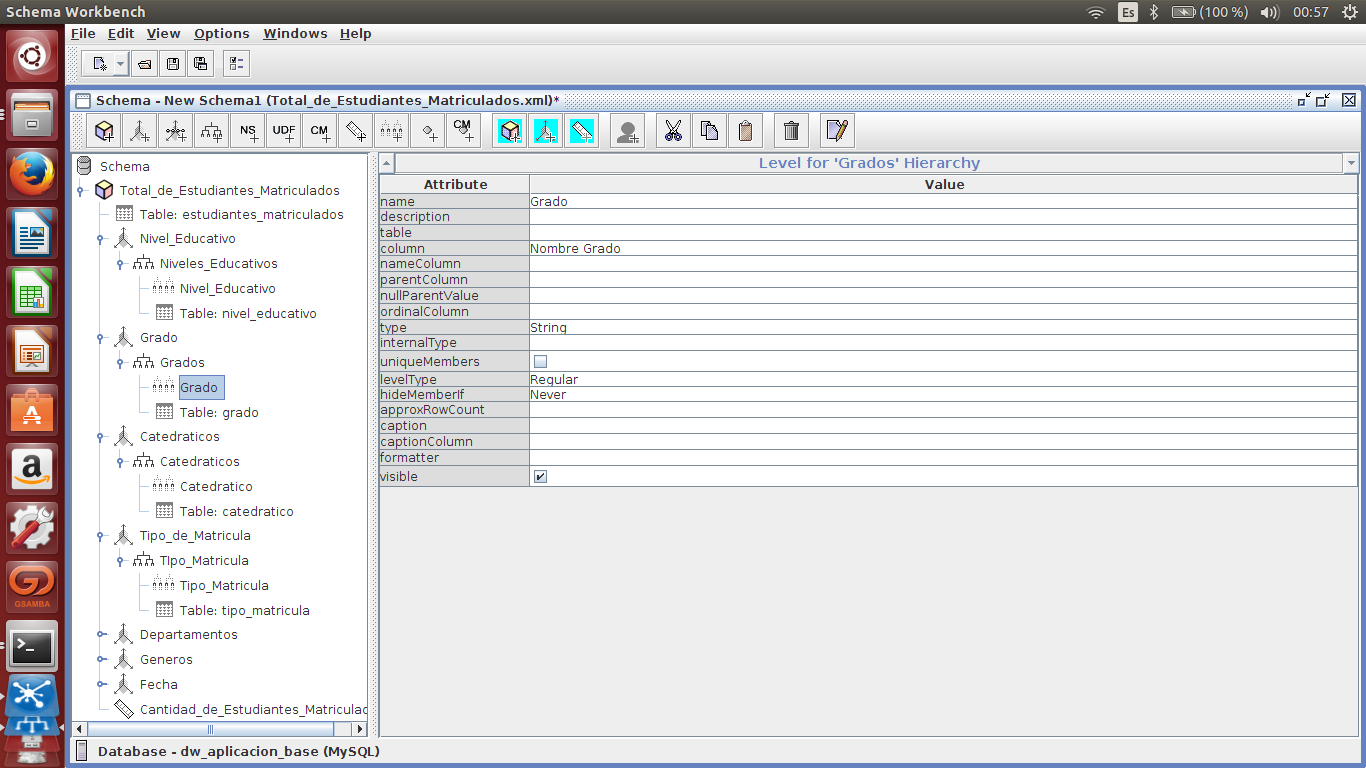 Schema Workbench
Es
(100 %)
00:57
File Edit View Options Windows Help
Schema - New Schema1 (Total_de_Estudiantes_Matriculados.xml)*
NS
UDF
CM
CM
Schema
Total_de_Estudiantes_Matriculados
Table: estudiantes_matriculados
Nivel_Educativo
Niveles_Educativos
Nivel_Educativo
Table: nivel_educativo
Grado
Grados
Grado
Table: grado
Catedraticos
Catedraticos
Catedratico
Table: catedratico
Tipo_de_Matricula
TIpo_Matricula
Tipo_Matricula
Table: tipo_matricula
Departamentos
Generos
Fecha
Cantidad_de_Estudiantes_Matriculad
Level for 'Grados' Hierarchy
Attribute Value
name Grado
description
table
column Nombre Grado
nameColumn
parentColumn
nullParentValue
ordinalColumn
type String
internalType
uniqueMembers
levelType Regular
hideMemberIf Never
approxRowCount
caption
captionColumn
formatter
visible
GSAMBA
Database - dw_aplicacion_base (MySQL)